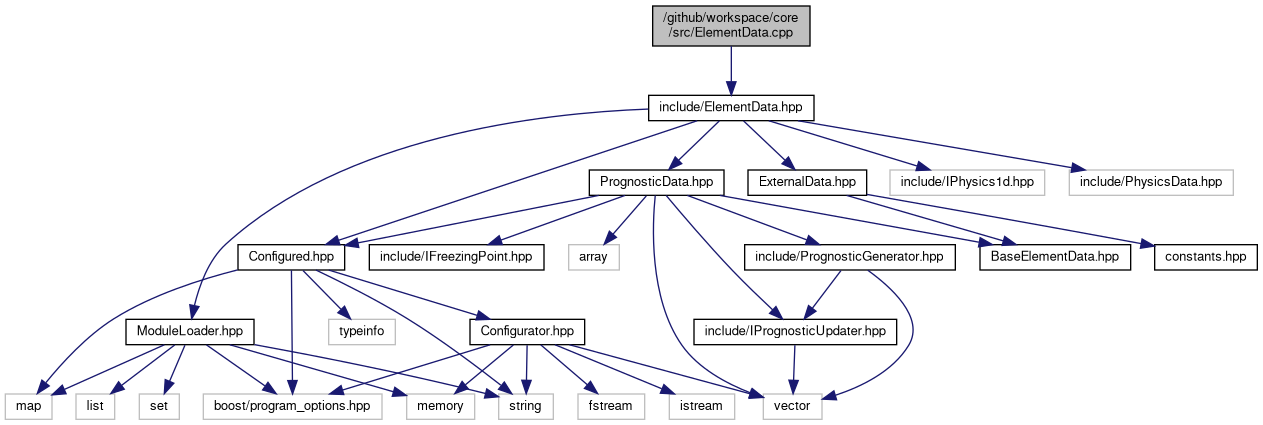 /github/workspace/core
/src/ElementData.cpp
include/ElementData.hpp
PrognosticData.hpp
ExternalData.hpp
include/IPhysics1d.hpp
include/PhysicsData.hpp
Configured.hpp
include/IFreezingPoint.hpp
array
include/PrognosticGenerator.hpp
BaseElementData.hpp
constants.hpp
ModuleLoader.hpp
typeinfo
Configurator.hpp
include/IPrognosticUpdater.hpp
map
list
set
boost/program_options.hpp
memory
string
fstream
istream
vector